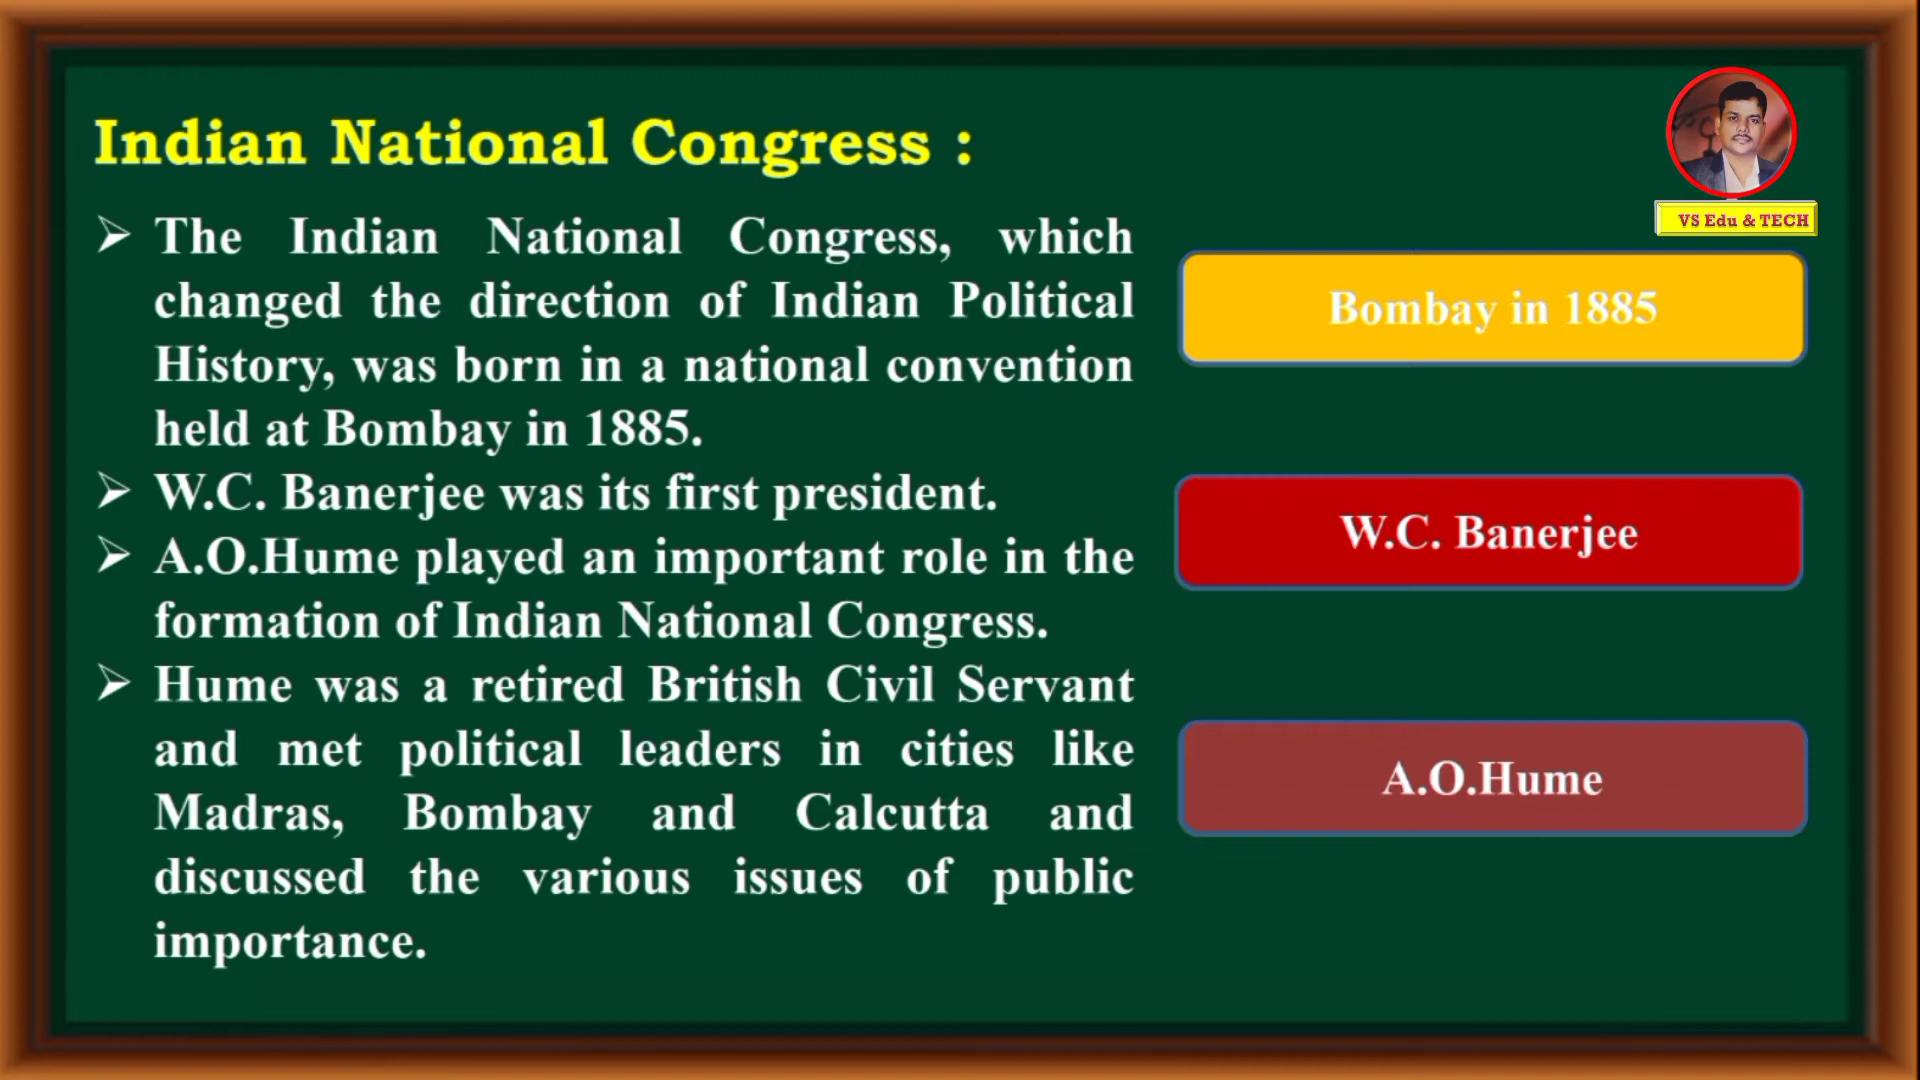 Indian National Congress :
VS Edu & TECH
➢ The Indian National Congress, which
changed the direction of Indian Political
History, was born in a national convention
held at Bombay in 1885.
➢ W.C. Banerjee was its first president.
➢ A.O.Hume played an important role in the
formation of Indian National Congress.
➢ Hume was a retired British Civil Servant
and met political leaders in cities like
Madras, Bombay and Calcutta and
discussed the various issues of public
importance.
Bombay in 1885
W.C. Banerjee
A.O.Hume